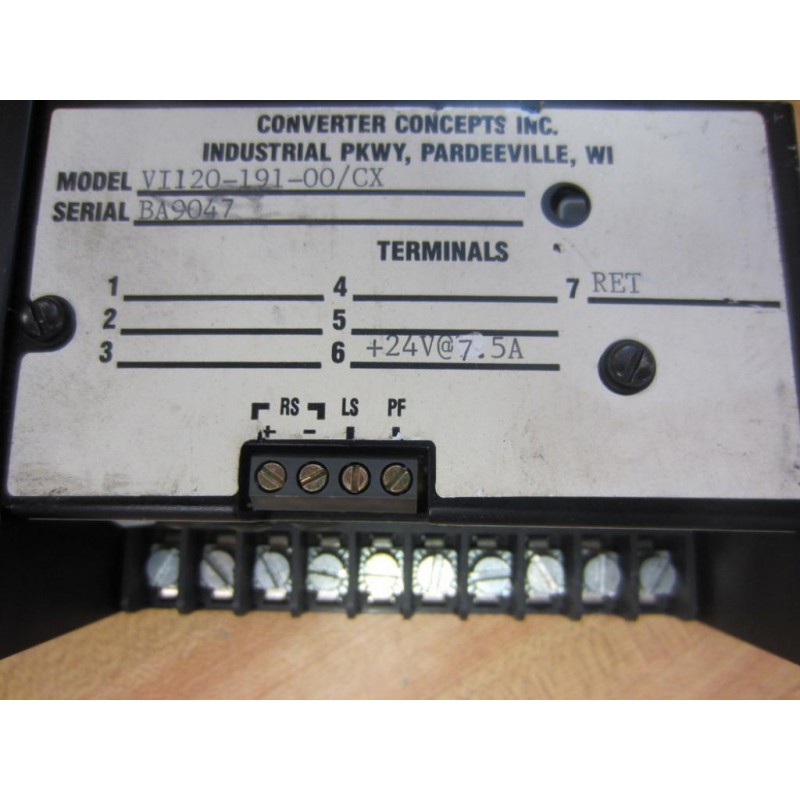 CONVERTER CONCEPTS INC.
INDUSTRIAL PKWY, PARDEEVILLE, WI
MODEL VI120-191-00/CX
SERIAL BA9047
TERMINALS
1 4 7 RET
2 5
3 6 +24V@7.5A
RS LS PF
+ -